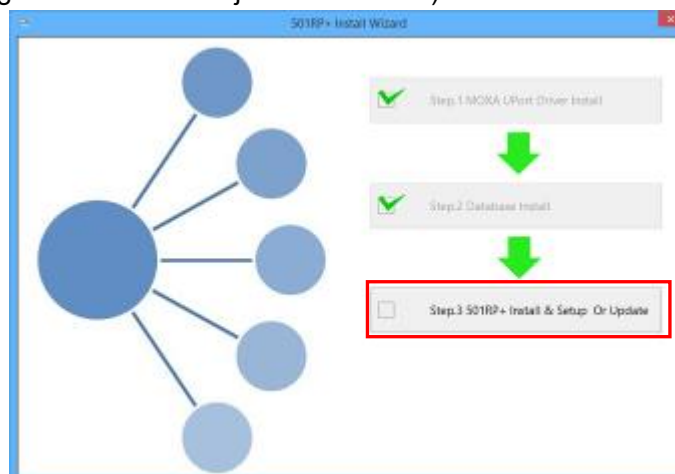 501RP+ Install Wizard
Step.1 MOXA UPort Driver Install
Step.2 Database Install
Step.3 501RP+ Install & Setup Or Update